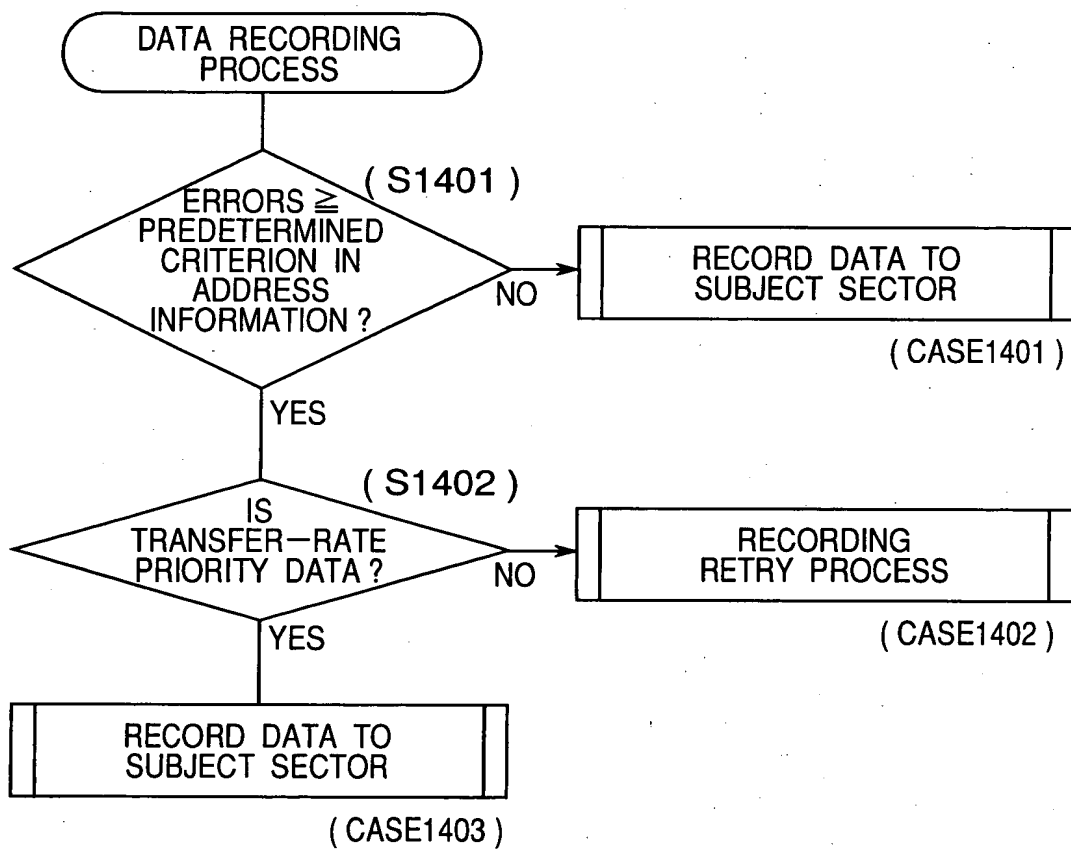 DATA RECORDING
PROCESS
( S1401 )
ERRORS ≧
PREDETERMINED
CRITERION IN
ADDRESS
INFORMATION ?
NO
RECORD DATA TO
SUBJECT SECTOR
( CASE1401 )
YES
( S1402 )
IS
TRANSFER-RATE
PRIORITY DATA ?
NO
RECORDING
RETRY PROCESS
( CASE1402 )
YES
RECORD DATA TO
SUBJECT SECTOR
( CASE1403 )